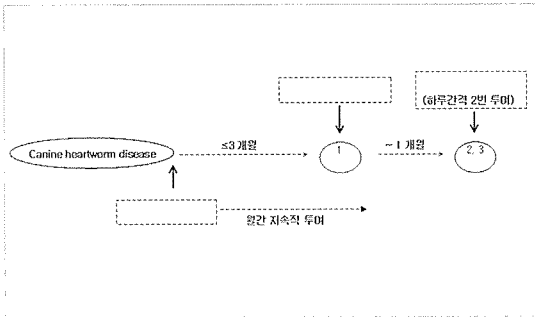 (하루간격 2번 투여)
Canine heartworm disease
≤3 개월
1
~ 1 개월
2, 3
월간 지속적 투여